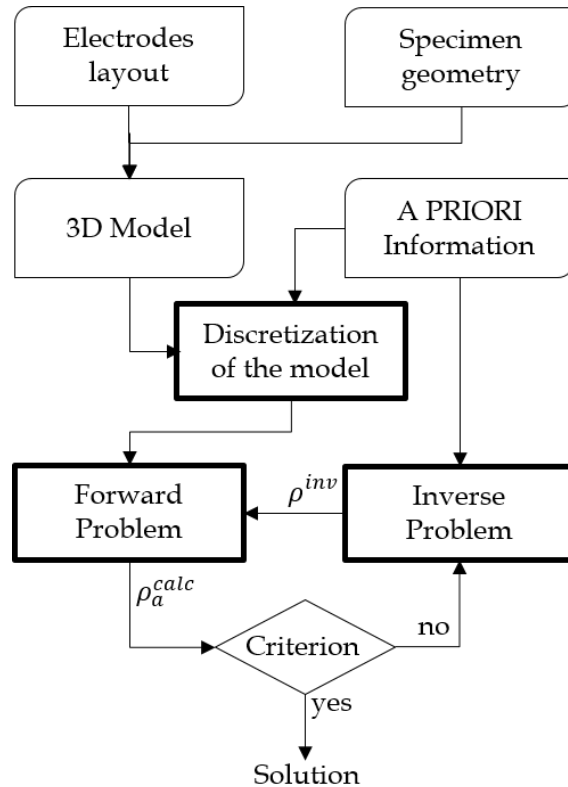 Electrodes
layout
Specimen
geometry
3D Model
A PRIORI
Information
Discretization
of the model
Forward
Problem
ρ^{inv}
Inverse
Problem
ρ_a^{calc}
Criterion
no
yes
Solution